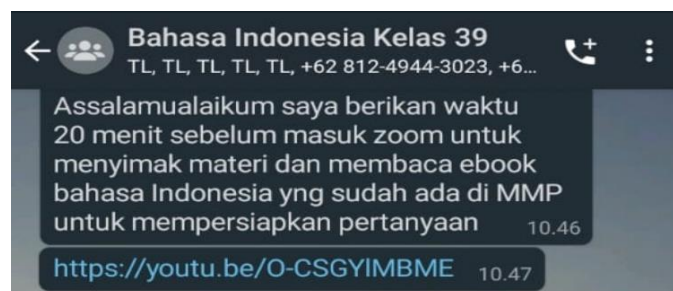 Bahasa Indonesia Kelas 39
TL, TL, TL, TL, TL, +62 812-4944-3023, +6...
Assalamualaikum saya berikan waktu
20 menit sebelum masuk zoom untuk
menyimak materi dan membaca ebook
bahasa Indonesia yng sudah ada di MMP
untuk mempersiapkan pertanyaan 10.46
https://youtu.be/O-CSGYlMBME 10.47